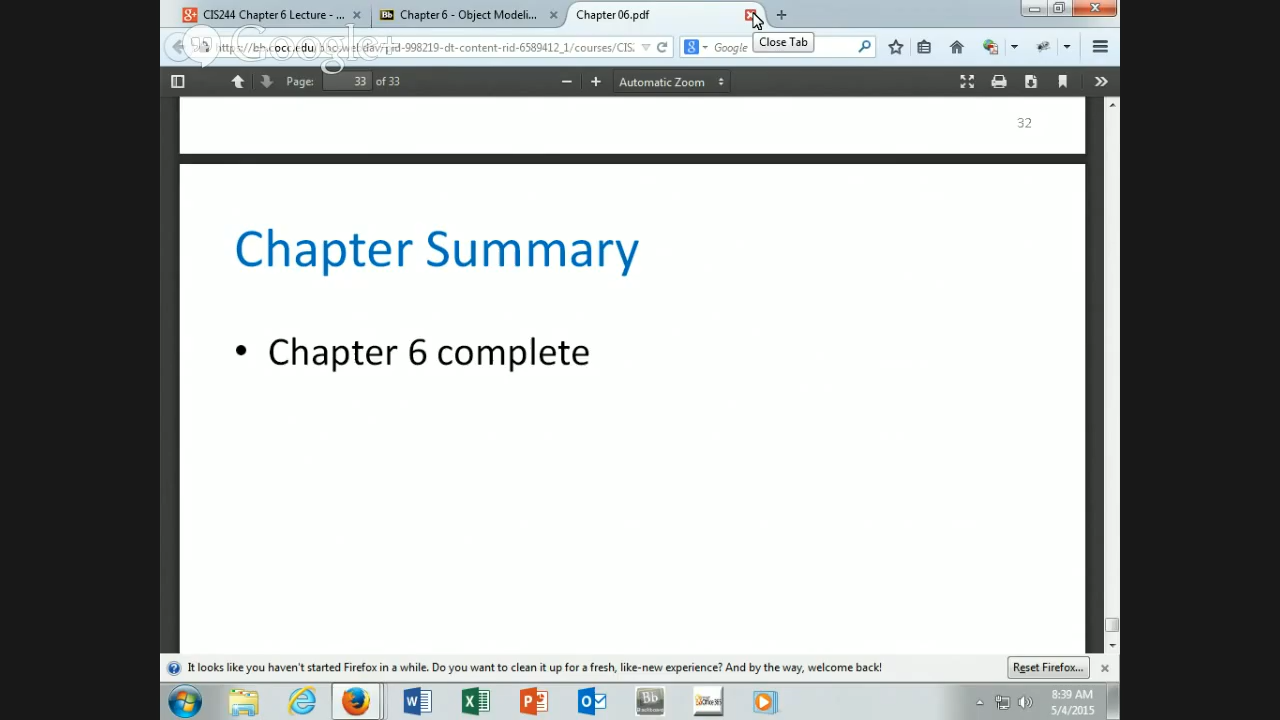 CIS244 Chapter 6 Lecture - ...
Bb Chapter 6 - Object Modeli...
Chapter 06.pdf
Google+
Google
Close Tab
Page: 33 of 33
Automatic Zoom
32
Chapter Summary
• Chapter 6 complete
It looks like you haven't started Firefox in a while. Do you want to clean it up for a fresh, like-new experience? And by the way, welcome back!
Reset Firefox...
Bb
8:39 AM
5/4/2015